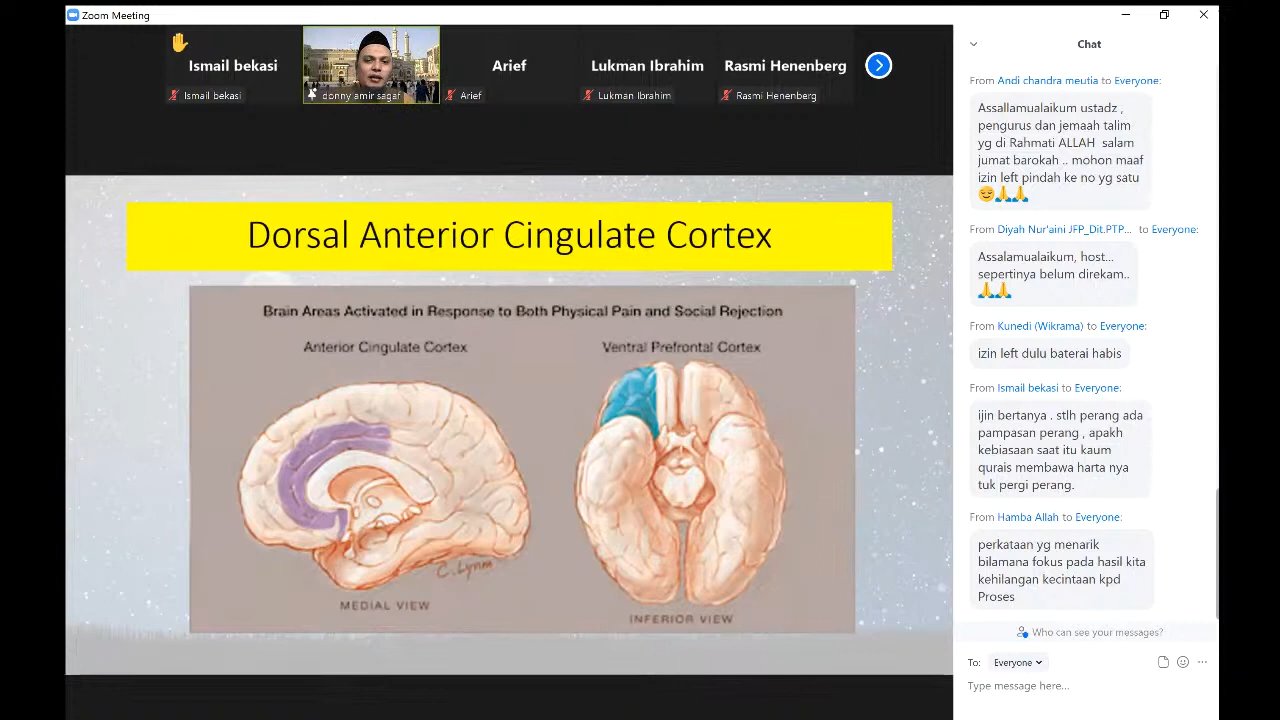 Zoom Meeting
Ismail bekasi
Arief
Lukman Ibrahim
Rasmi Henenberg
Ismail bekasi
donny amir sagaf
Arief
Lukman Ibrahim
Rasmi Henenberg
Dorsal Anterior Cingulate Cortex
Brain Areas Activated in Response to Both Physical Pain and Social Rejection
Anterior Cingulate Cortex
Ventral Prefrontal Cortex
C. Lynm
MEDIAL VIEW
INFERIOR VIEW
Chat
From Andi chandra meutia to Everyone:
Assallamualaikum ustadz ,
pengurus dan jemaah talim
yg di Rahmati ALLAH salam
jumat barokah .. mohon maaf
izin left pindah ke no yg satu
From Diyah Nur'aini JFP_Dit.PTP... to Everyone:
Assalamualaikum, host...
sepertinya belum direkam..
From Kunedi (Wikrama) to Everyone:
izin left dulu baterai habis
From Ismail bekasi to Everyone:
ijin bertanya . stlh perang ada
pampasan perang , apakh
kebiasaan saat itu kaum
qurais membawa harta nya
tuk pergi perang.
From Hamba Allah to Everyone:
perkataan yg menarik
bilamana fokus pada hasil kita
kehilangan kecintaan kpd
Proses
Who can see your messages?
To: Everyone
Type message here...